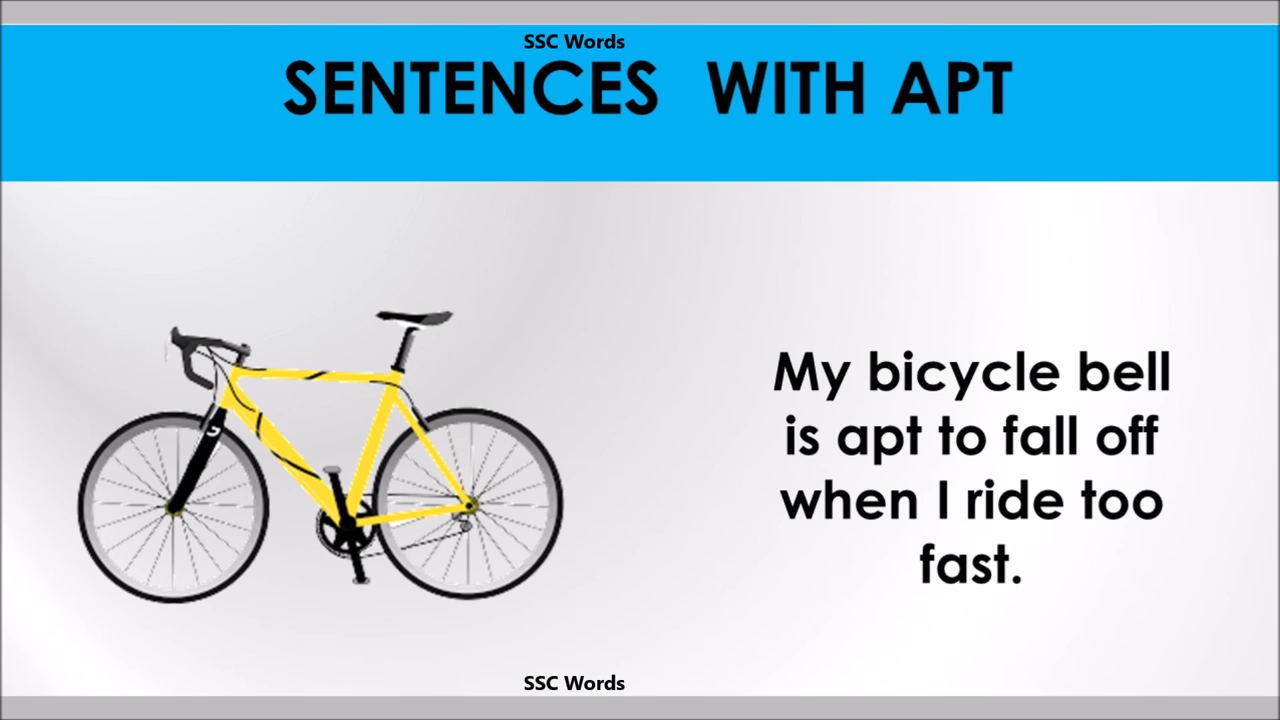 SSC Words
SENTENCES WITH APT
My bicycle bell
is apt to fall off
when I ride too
fast.
SSC Words